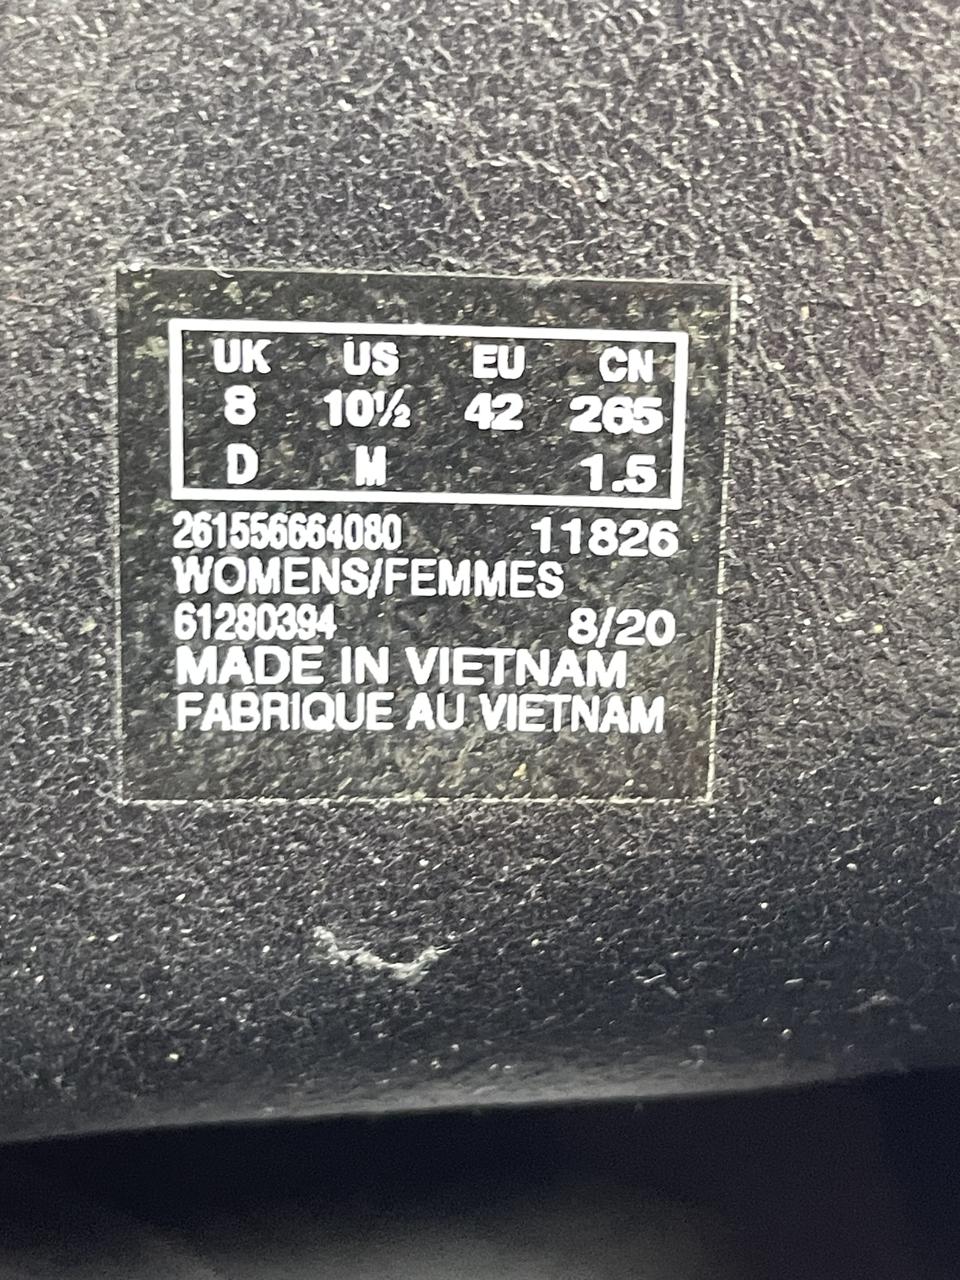 UK US EU CN
8 10½ 42 265
D M 1.5
261556664080 11826
WOMENS/FEMMES
61280394 8/20
MADE IN VIETNAM
FABRIQUE AU VIETNAM